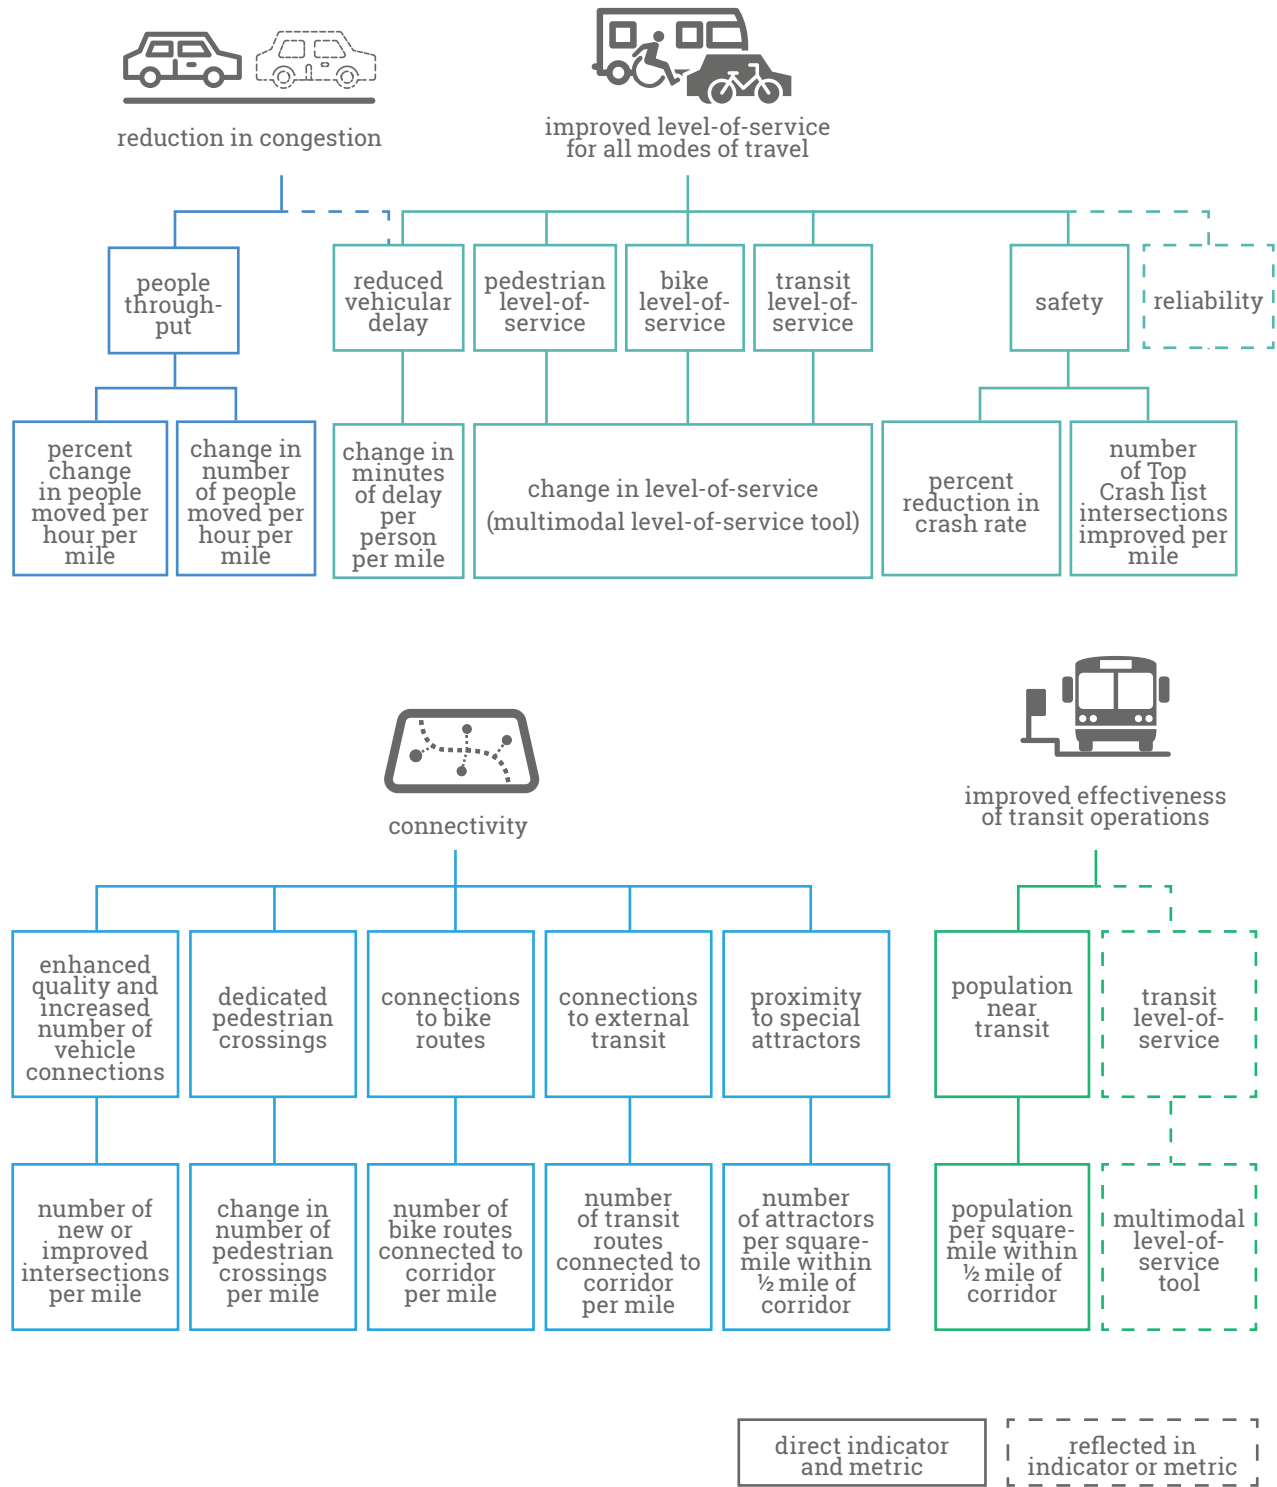 reduction in congestion
improved level-of-service
for all modes of travel
people
through-
put
reduced
vehicular
delay
pedestrian
level-of-
service
bike
level-of-
service
transit
level-of-
service
safety
reliability
percent
change
in people
moved per
hour per
mile
change in
number
of people
moved per
hour per
mile
change in
minutes
of delay
per
person
per mile
change in level-of-service
(multimodal level-of-service tool)
percent
reduction in
crash rate
number
of Top
Crash list
intersections
improved per
mile
connectivity
improved effectiveness
of transit operations
enhanced
quality and
increased
number of
vehicle
connections
dedicated
pedestrian
crossings
connections
to bike
routes
connections
to external
transit
proximity
to special
attractors
population
near
transit
transit
level-of-
service
number of
new or
improved
intersections
per mile
change in
number of
pedestrian
crossings
per mile
number of
bike routes
connected to
corridor
per mile
number
of transit
routes
connected to
corridor
per mile
number
of attractors
per square-
mile within
½ mile of
corridor
population
per square-
mile within
½ mile of
corridor
multimodal
level-of-
service
tool
direct indicator
and metric
reflected in
indicator or metric